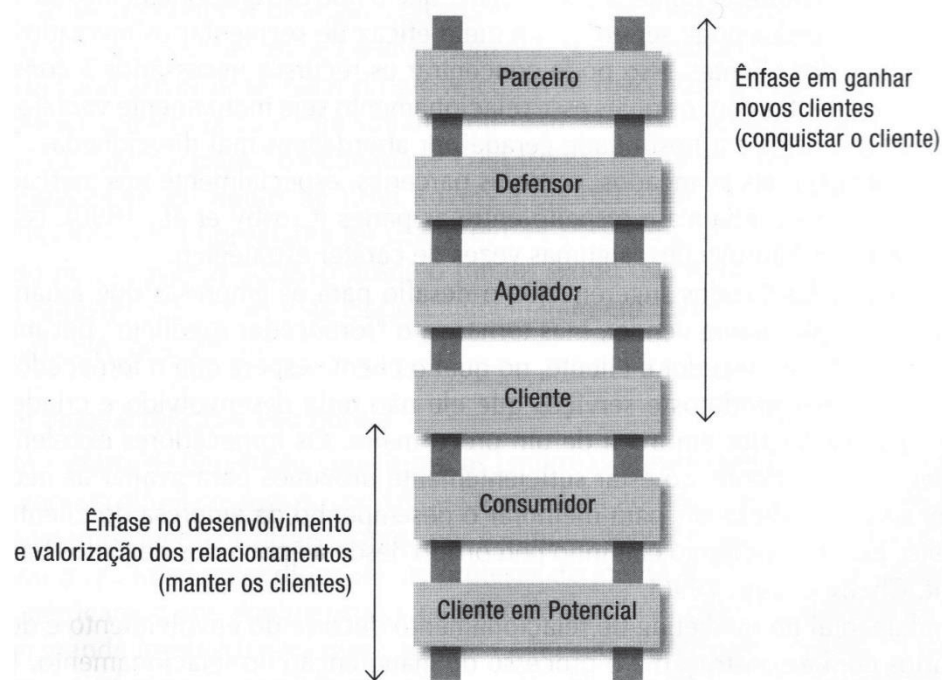 Parceiro
Ênfase em ganhar
novos clientes
(conquistar o cliente)
Defensor
Apoiador
Cliente
Consumidor
Ênfase no desenvolvimento
e valorização dos relacionamentos
(manter os clientes)
Cliente em Potencial